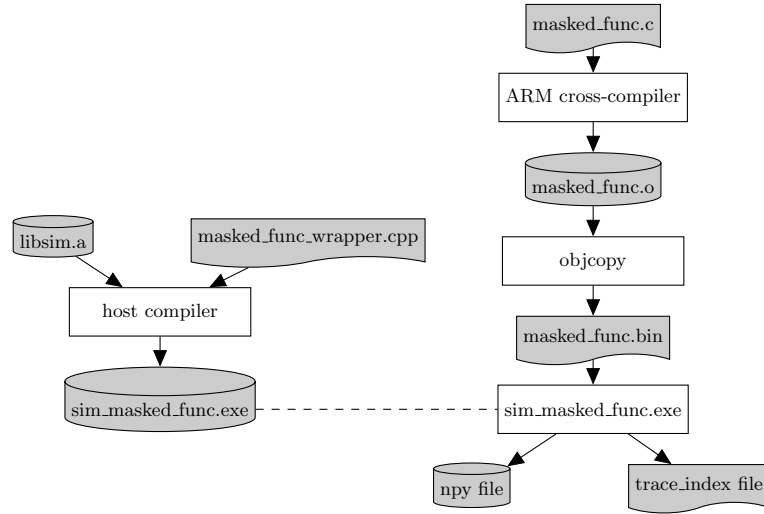 masked_func.c
ARM cross-compiler
masked_func.o
libsim.a
masked_func_wrapper.cpp
objcopy
host compiler
masked_func.bin
sim_masked_func.exe
sim_masked_func.exe
npy file
trace_index file